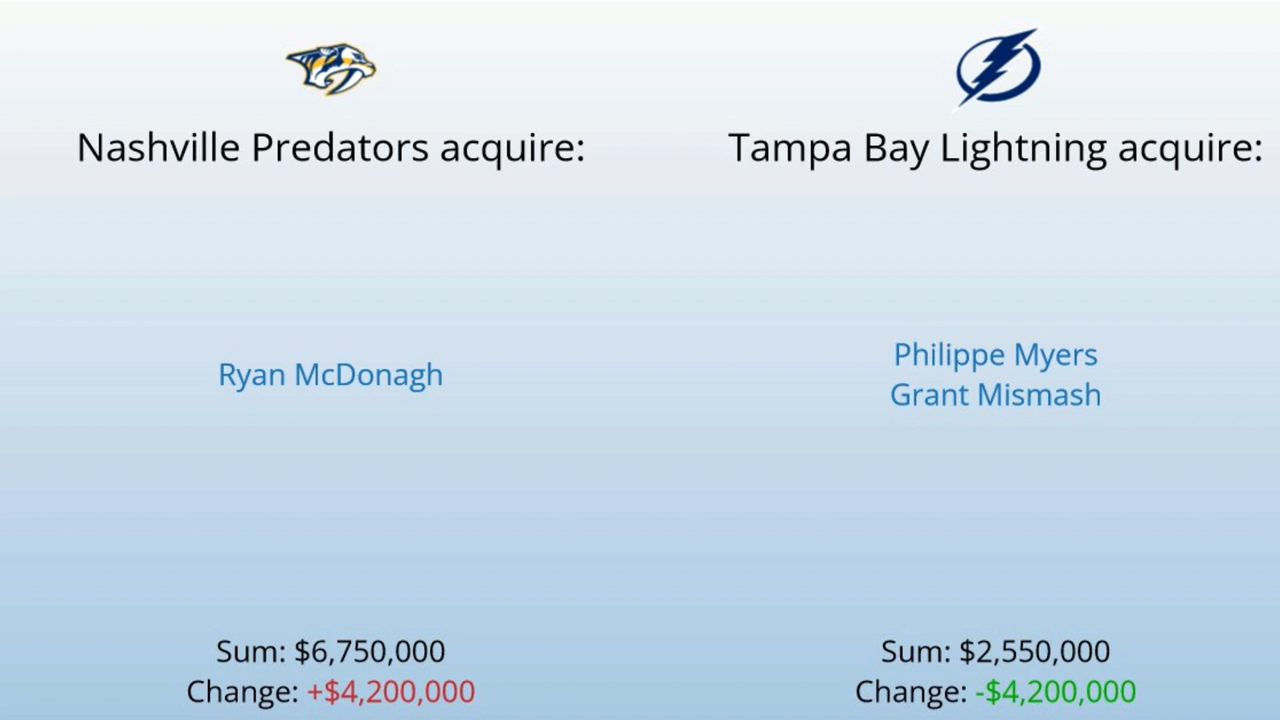 Nashville Predators acquire:
Ryan McDonagh
Sum: $6,750,000
Change: +$4,200,000
Tampa Bay Lightning acquire:
Philippe Myers
Grant Mismash
Sum: $2,550,000
Change: -$4,200,000